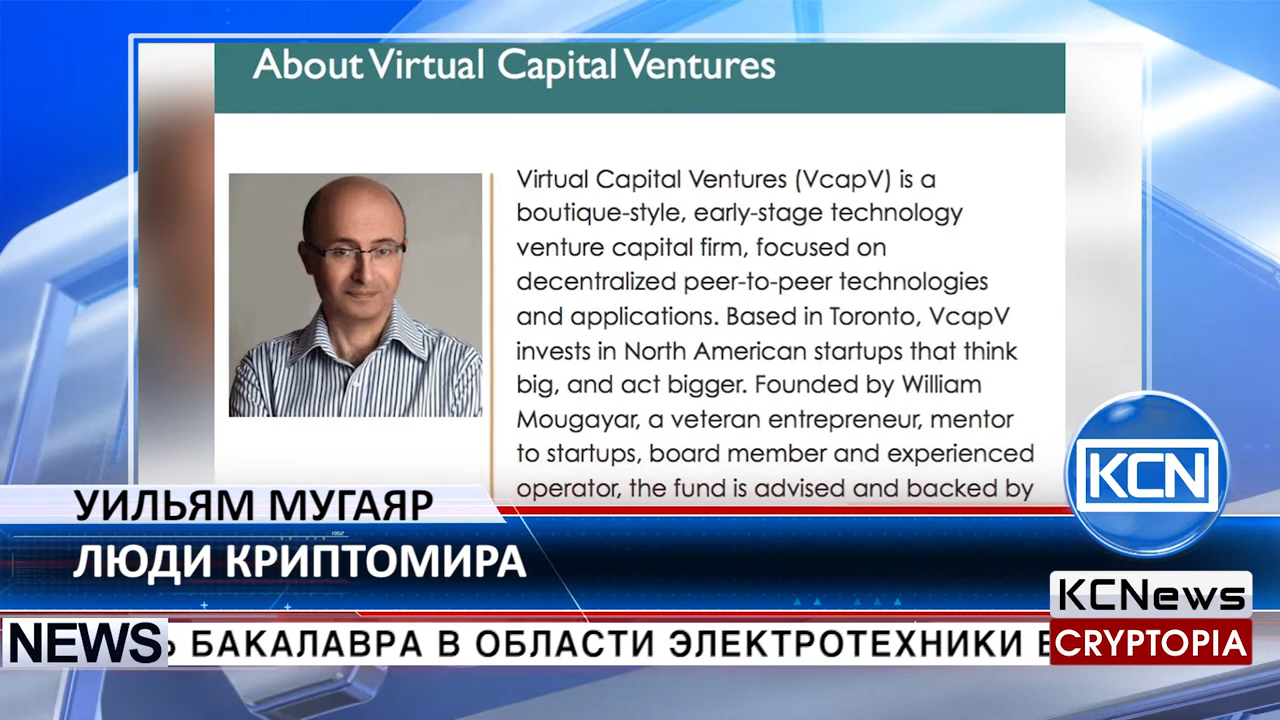 About Virtual Capital Ventures
Virtual Capital Ventures (VcapV) is a
boutique-style, early-stage technology
venture capital firm, focused on
decentralized peer-to-peer technologies
and applications. Based in Toronto, VcapV
invests in North American startups that think
big, and act bigger. Founded by William
Mougayar, a veteran entrepreneur, mentor
to startups, board member and experienced
operator, the fund is advised and backed by
УИЛЬЯМ МУГАЯР
ЛЮДИ КРИПТОМИРА
KCN
KCNews
CRYPTOPIA
NEWS
БАКАЛАВРА В ОБЛАСТИ ЭЛЕКТРОТЕХНИКИ